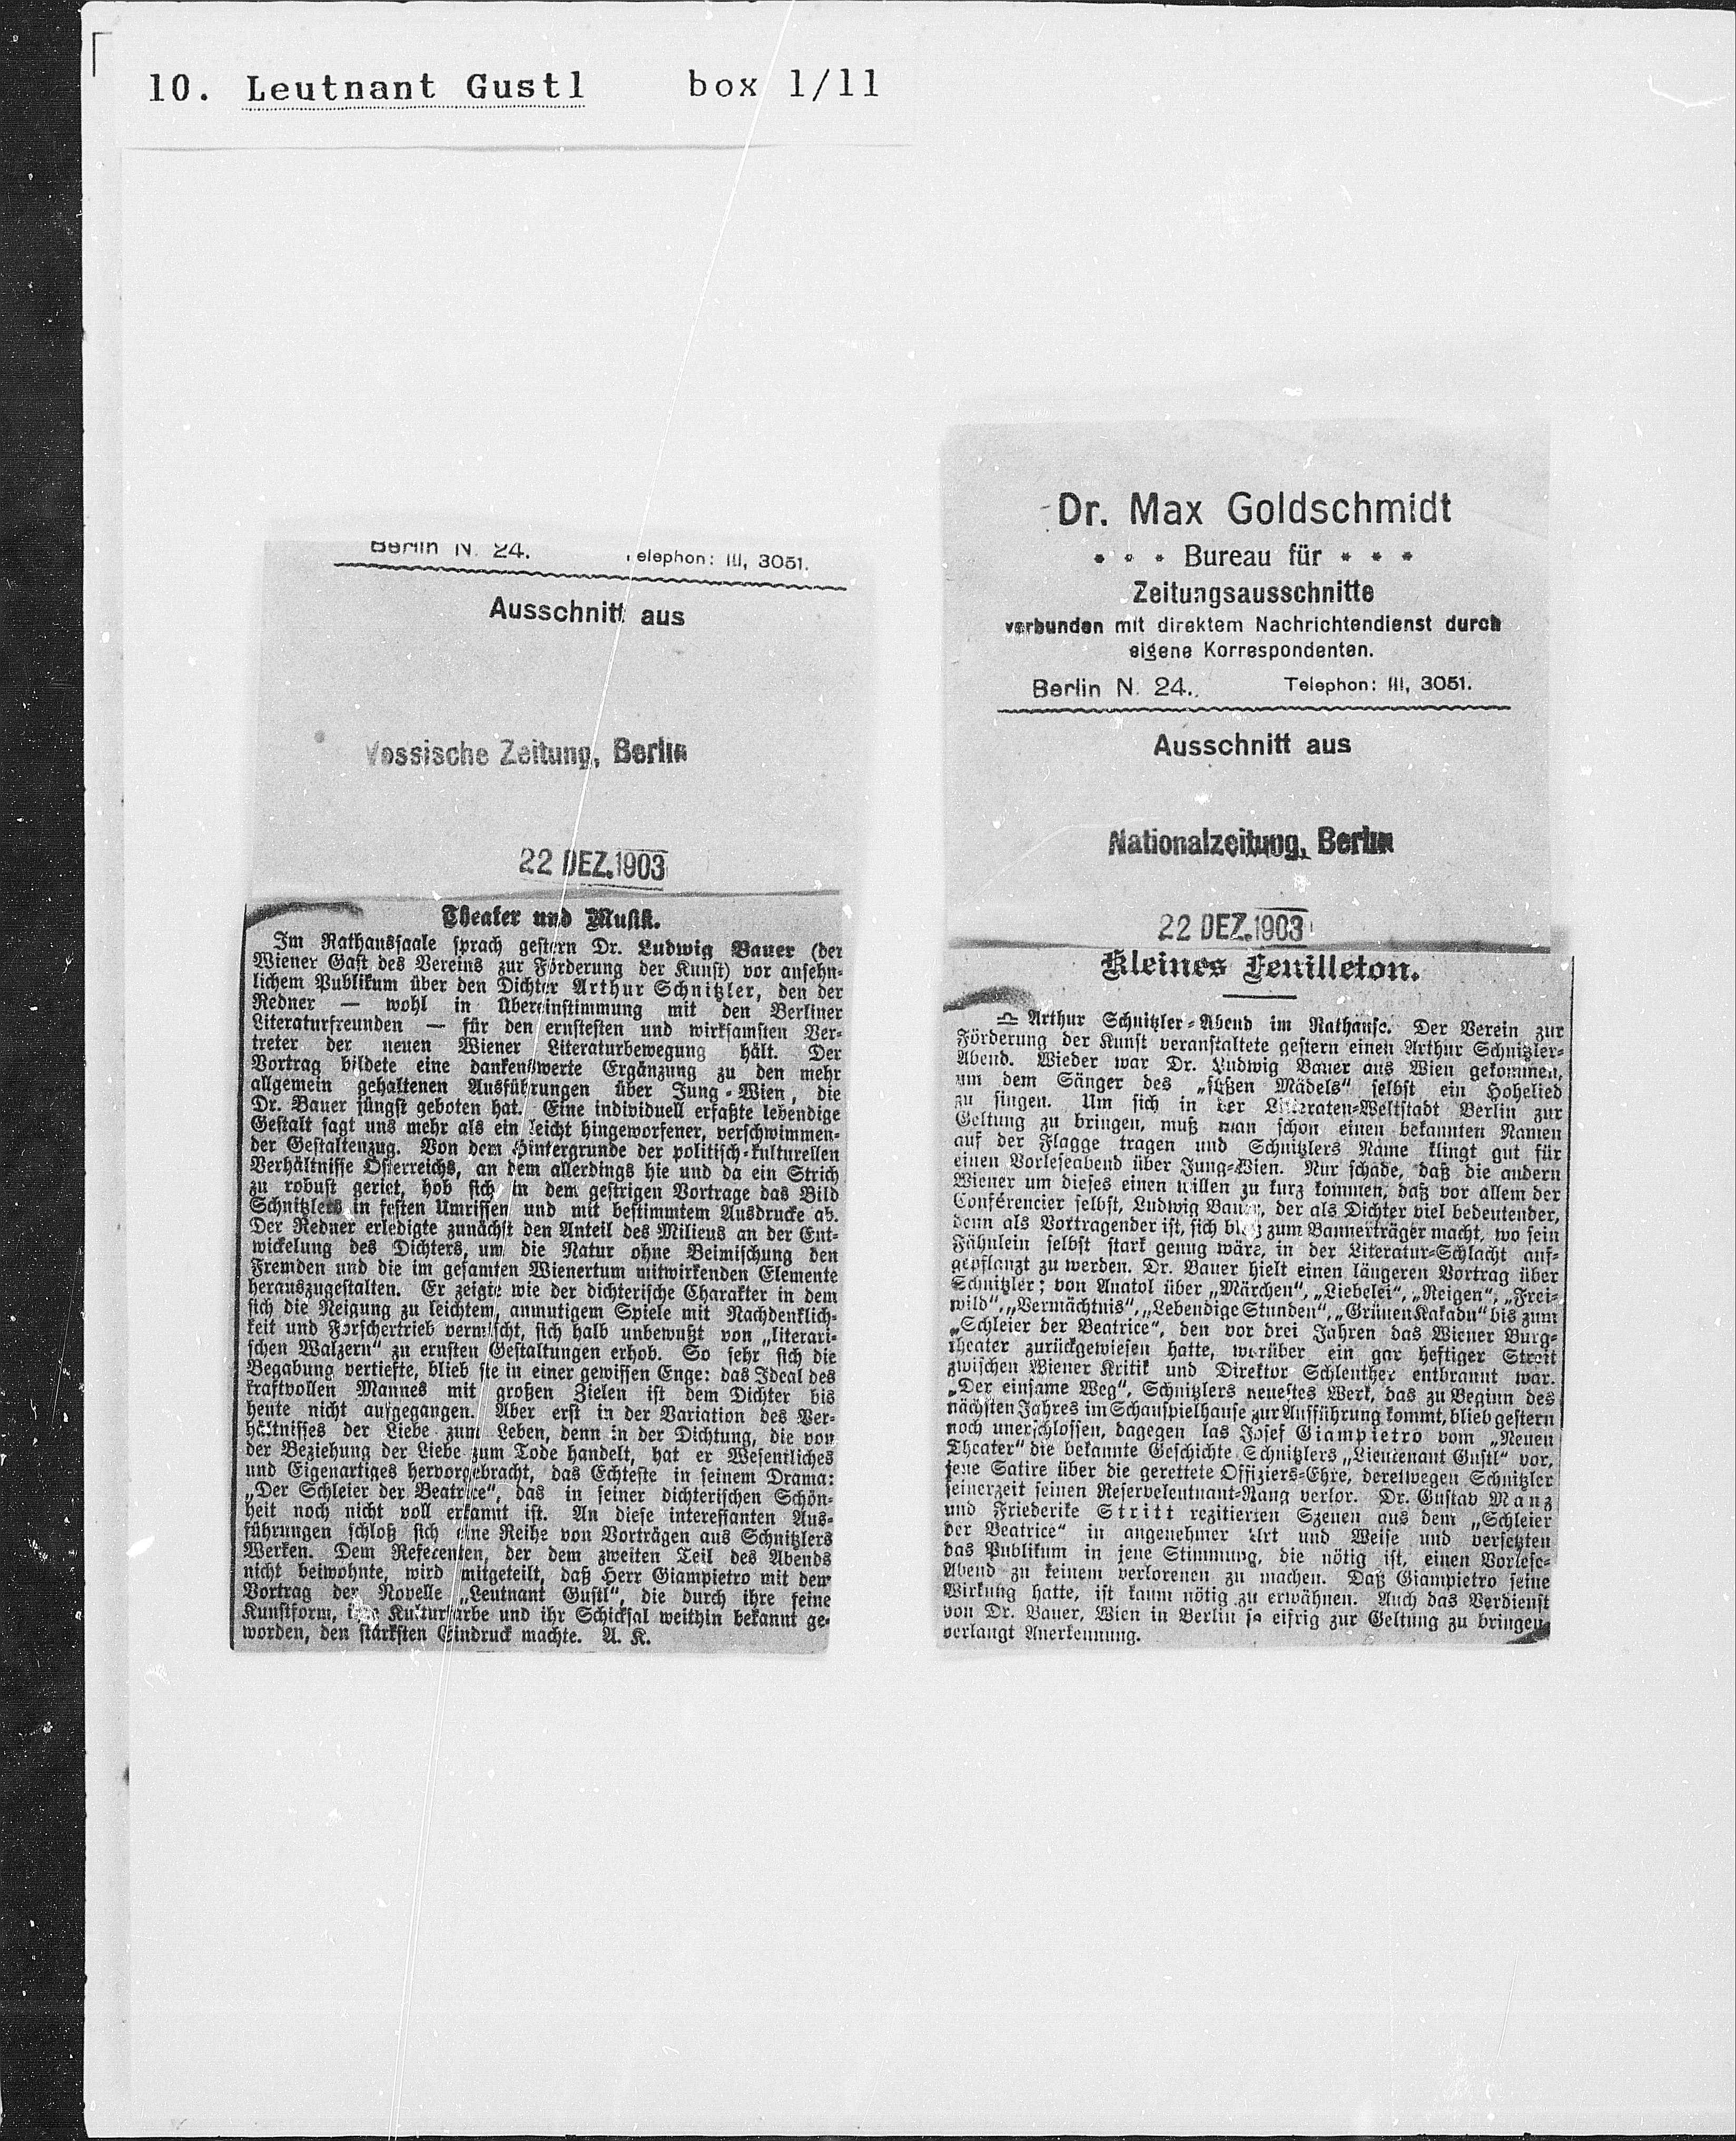 10. Leutnant Gustl box 1/11
Berlin N. 24. Telephon: III, 3051.
Ausschnitt aus
Vossische Zeitung, Berlin
22 DEZ. 1903
Theater und Musik.
Im Rathaussaale sprach gestern Dr. Ludwig Bauer (der
Wiener Gast des Vereins zur Förderung der Kunst) vor ansehn-
lichem Publikum über den Dichter Arthur Schnitzler, den der
Redner — wohl in Übereinstimmung mit den Berliner
Literaturfreunden — für den ernstesten und wirksamsten Ver-
treter der neuen Wiener Literaturbewegung hält. Der
Vortrag bildete eine dankenswerte Ergänzung zu den mehr
allgemein gehaltenen Ausführungen über Jung-Wien, die
Dr. Bauer jüngst geboten hat. Eine individuell erfaßte lebendige
Gestalt sagt uns mehr als ein leicht hingeworfener, verschwimmen-
der Gestaltenzug. Von dem Hintergrunde der politisch-kulturellen
Verhältnisse Österreichs, an dem allerdings hie und da ein Strich
zu robust geriet, hob sich in dem gestrigen Vortrage das Bild
Schnitzlers in festen Umrissen und mit bestimmtem Ausdrucke ab.
Der Redner erledigte zunächst den Anteil des Milieus an der Ent-
wickelung des Dichters, um die Natur ohne Beimischung den
Fremden und die im gesamten Wienertum mitwirkenden Elemente
herauszugestalten. Er zeigte wie der dichterische Charakter in dem
sich die Neigung zu leichtem, anmutigem Spiele mit Nachdenklich-
keit und Forschertrieb vermischt, sich halb unbewußt von „literari-
schen Walzern“ zu ernsten Gestaltungen erhob. So sehr sich die
Begabung vertiefte, blieb sie in einer gewissen Enge: das Ideal des
kraftvollen Mannes mit großen Zielen ist dem Dichter bis
heute nicht aufgegangen. Aber erst in der Variation des Ver-
hältnisses der Liebe zum Leben, denn in der Dichtung, die von
der Beziehung der Liebe zum Tode handelt, hat er Wesentliches
und Eigenartiges hervorgebracht, das Echteste in seinem Drama:
„Der Schleier der Beatrice“, das in seiner dichterischen Schön-
heit noch nicht voll erkannt ist. An diese interessanten Aus-
führungen schloß sich eine Reihe von Vorträgen aus Schnitzlers
Werken. Dem Referenten, der dem zweiten Teil des Abends
nicht beiwohnte, wird mitgeteilt, daß Herr Giampietro mit dem
Vortrag der Novelle „Leutnant Gustl“, die durch ihre feine
Kunstform, ihre Kulturfarbe und ihr Schicksal weithin bekannt ge-
worden, den stärksten Eindruck machte. A. K.
Dr. Max Goldschmidt
* * * Bureau für * * *
Zeitungsausschnitte
verbunden mit direktem Nachrichtendienst durch
eigene Korrespondenten.
Berlin N. 24. Telephon: III, 3051.
Ausschnitt aus
Nationalzeitung, Berlin
22 DEZ. 1903
Kleines Feuilleton.
Arthur Schnitzler-Abend im Rathause. Der Verein zur
Förderung der Kunst veranstaltete gestern einen Arthur Schnitzler-
Abend. Wieder war Dr. Ludwig Bauer aus Wien gekommen,
um dem Sänger des „süßen Mädels“ selbst ein Hohelied
zu singen. Um sich in der Literaten-Weltstadt Berlin zur
Geltung zu bringen, muß man schon einen bekannten Namen
auf der Flagge tragen und Schnitzlers Name klingt gut für
einen Vorleseabend über Jung-Wien. Nur schade, daß die andern
Wiener um dieses einen willen zu kurz kommen, daß vor allem der
Conférencier selbst, Ludwig Bauer, der als Dichter viel bedeutender,
denn als Vortragender ist, sich bloß zum Bannerträger macht, wo sein
Fähnlein selbst stark genug wäre, in der Literatur-Schlacht auf-
gepflanzt zu werden. Dr. Bauer hielt einen längeren Vortrag über
Schnitzler; von Anatol über „Märchen“, „Liebelei“, „Reigen“, „Frei-
wild“, „Vermächtnis“, „Lebendige Stunden“, „Grünen Kakadu“ bis zum
„Schleier der Beatrice“, den vor drei Jahren das Wiener Burg-
theater zurückgewiesen hatte, worüber ein gar heftiger Streit
zwischen Wiener Kritik und Direktor Schlenther entbrannt war.
„Der einsame Weg“, Schnitzlers neuestes Werk, das zu Beginn des
nächsten Jahres im Schauspielhause zur Aufführung kommt, blieb gestern
noch unerschlossen, dagegen las Josef Giampietro vom „Neuen
Theater“ die bekannte Geschichte Schnitzlers „Lieutenant Gustl“ vor,
jene Satire über die gerettete Offiziers-Ehre, deretwegen Schnitzler
seinerzeit seinen Reserveleutnant-Rang verlor. Dr. Gustav Manz
und Friederike Stritt rezitierten Szenen aus dem „Schleier
der Beatrice“ in angenehmer Art und Weise und versetzten
das Publikum in jene Stimmung, die nötig ist, einen Vorlese-
Abend zu keinem verlorenen zu machen. Daß Giampietro seine
Wirkung hatte, ist kaum nötig zu erwähnen. Auch das Verdienst
von Dr. Bauer, Wien in Berlin so eifrig zur Geltung zu bringen,
verlangt Anerkennung.